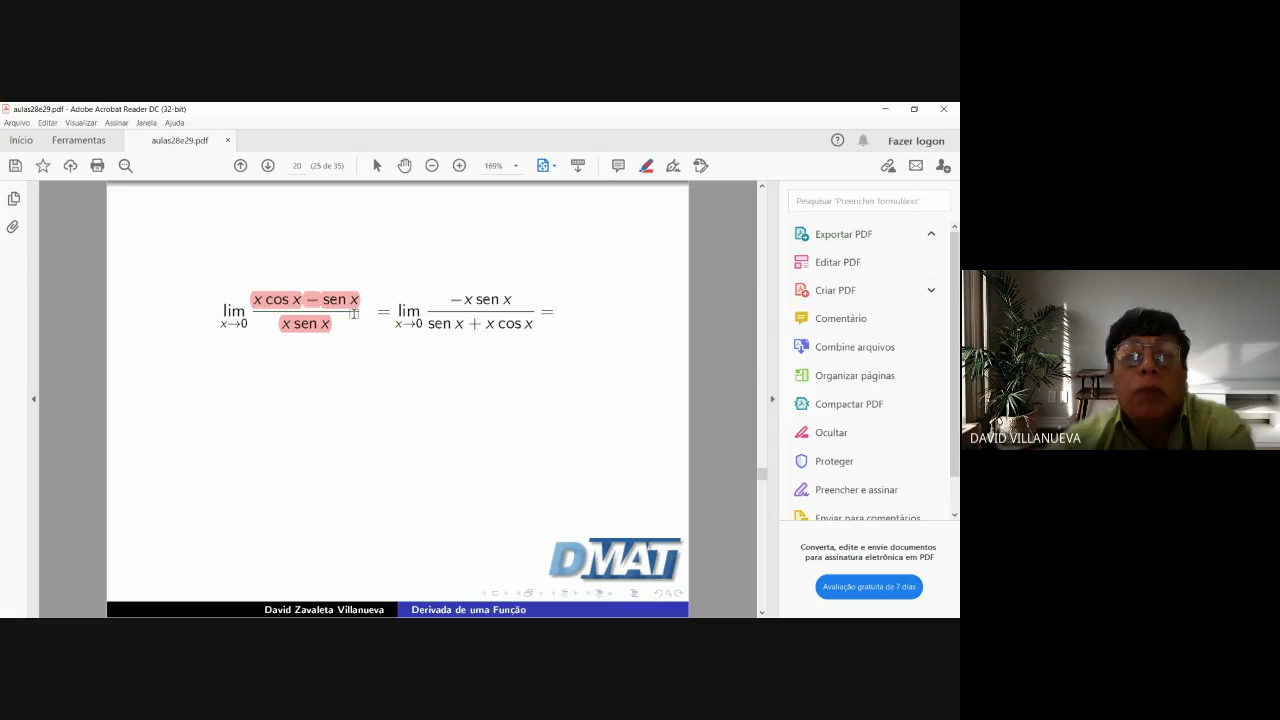 aulas28e29.pdf - Adobe Acrobat Reader DC (32-bit)
Arquivo Editar Visualizar Assinar Janela Ajuda
Início Ferramentas aulas28e29.pdf × Fazer logon
20 (25 de 35) 169%
Pesquisar 'Preencher formulário'
Exportar PDF
Editar PDF
Criar PDF
Comentário
Combine arquivos
Organizar páginas
Compactar PDF
Ocultar
Proteger
Preencher e assinar
Enviar para comentários
Converta, edite e envie documentos
para assinatura eletrônica em PDF
Avaliação gratuita de 7 dias
x cos x − sen x −x sen x
lim = lim =
x→0 x sen x x→0 sen x + x cos x
DMAT
David Zavaleta Villanueva Derivada de uma Função
DAVID VILLANUEVA